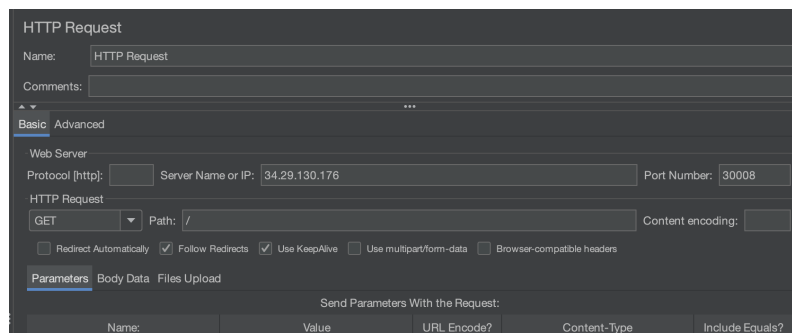 HTTP Request
Name: HTTP Request
Comments:
Basic Advanced
Web Server
Protocol [http]: Server Name or IP: 34.29.130.176 Port Number: 30008
HTTP Request
GET Path: / Content encoding:
Redirect Automatically Follow Redirects Use KeepAlive Use multipart/form-data Browser-compatible headers
Parameters Body Data Files Upload
Send Parameters With the Request:
Name: Value URL Encode? Content-Type Include Equals?